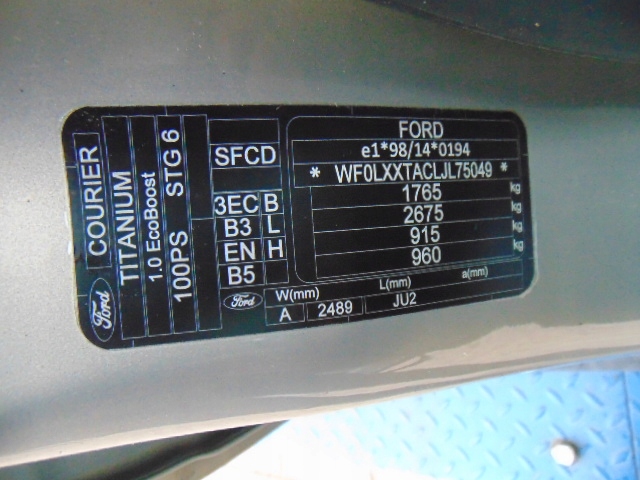 Ford
COURIER
TITANIUM
1.0 EcoBoost
100PS STG 6
SFCD
3EC B
B3 L
EN H
B5
FORD
e1*98/14*0194
* WF0LXXTACLJL75049 *
1765 kg
2675 kg
915 kg
960 kg
Ford
W(mm) L(mm) a(mm)
A 2489 JU2